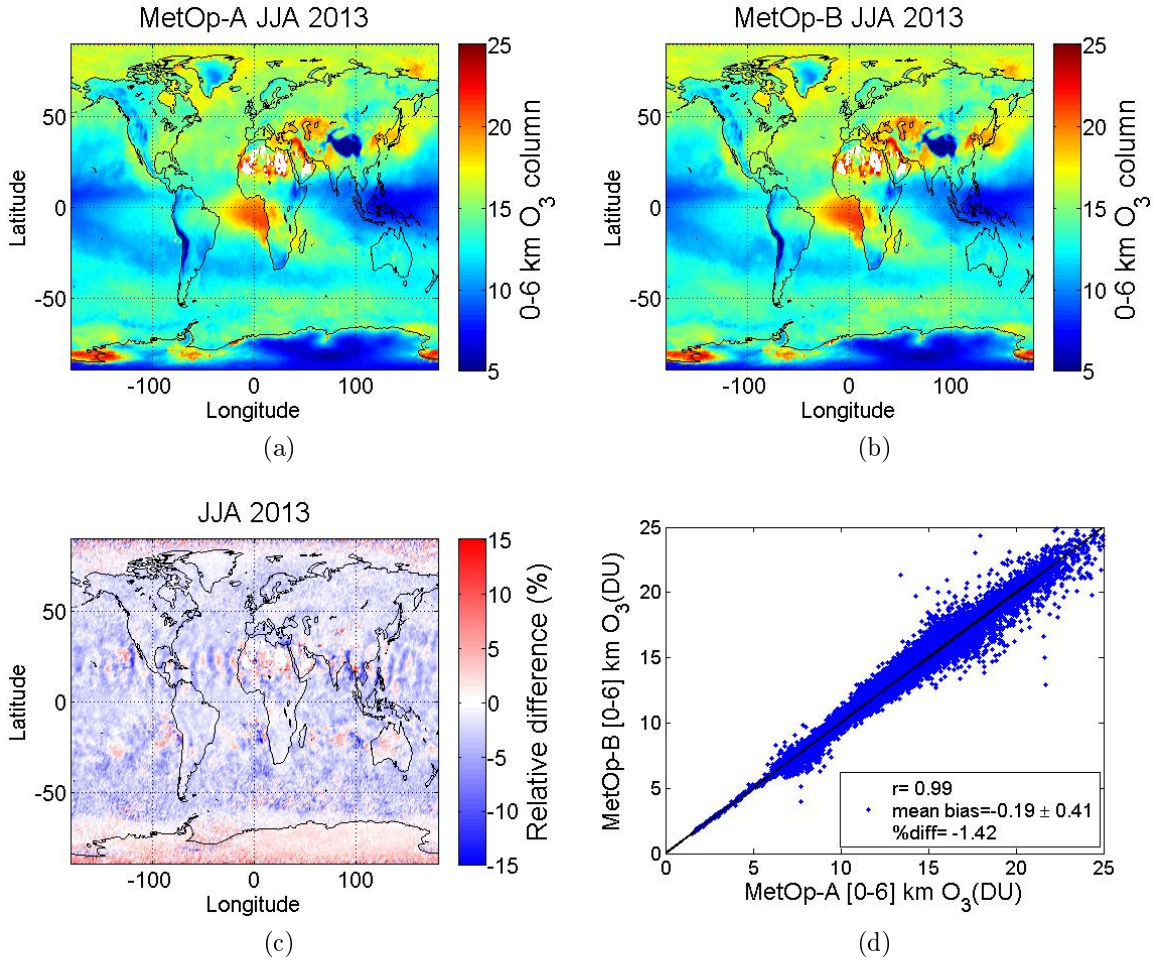 MetOp-A JJA 2013
50
0
-50
Latitude
-100
0
100
Longitude
25
20
15
10
5
0-6 km O3 column
(a)
MetOp-B JJA 2013
50
0
-50
Latitude
-100
0
100
Longitude
25
20
15
10
5
0-6 km O3 column
(b)
JJA 2013
50
0
-50
Latitude
-100
0
100
Longitude
15
10
5
0
-5
-10
-15
Relative difference (%)
(c)
25
20
15
10
5
0
MetOp-B [0-6] km O3(DU)
r= 0.99
mean bias=-0.19 ± 0.41
%diff= -1.42
0
5
10
15
20
25
MetOp-A [0-6] km O3(DU)
(d)